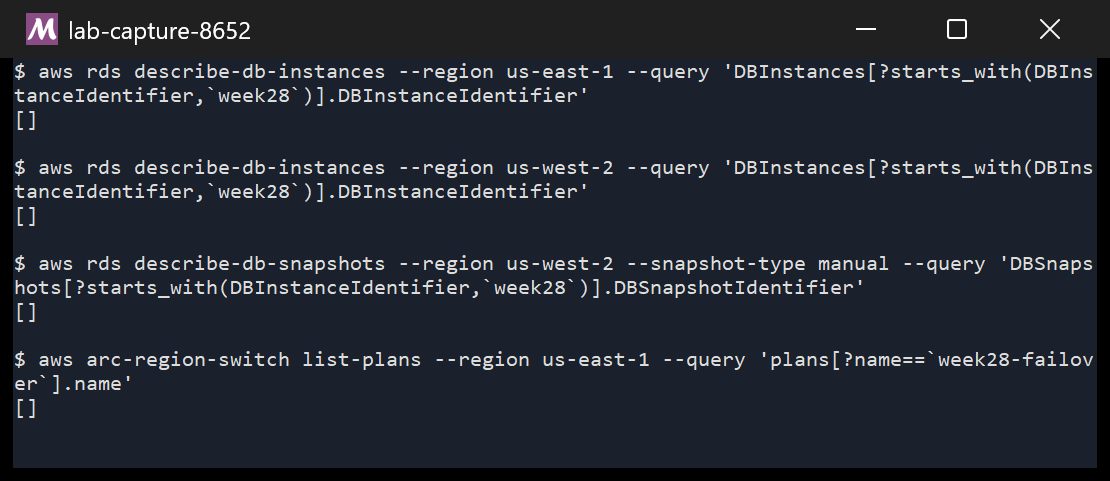 lab-capture-8652
$ aws rds describe-db-instances --region us-east-1 --query 'DBInstances[?starts_with(DBIns
tanceIdentifier,`week28`)].DBInstanceIdentifier'
[]
$ aws rds describe-db-instances --region us-west-2 --query 'DBInstances[?starts_with(DBIns
tanceIdentifier,`week28`)].DBInstanceIdentifier'
[]
$ aws rds describe-db-snapshots --region us-west-2 --snapshot-type manual --query 'DBSnaps
hots[?starts_with(DBInstanceIdentifier,`week28`)].DBSnapshotIdentifier'
[]
$ aws arc-region-switch list-plans --region us-east-1 --query 'plans[?name==`week28-failov
er`].name'
[]